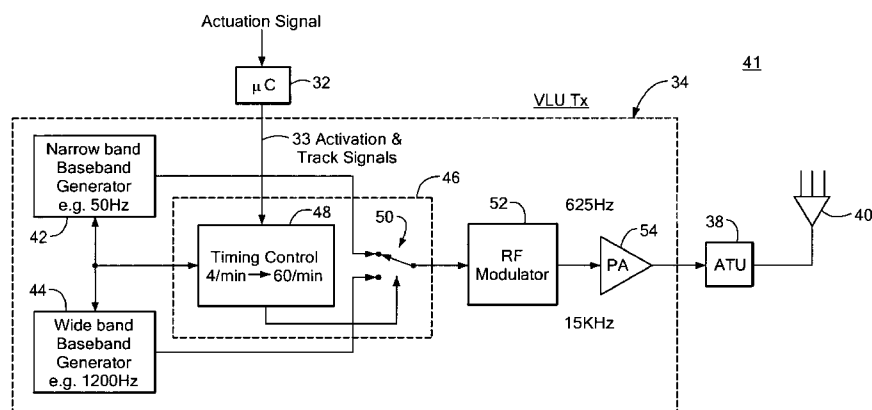 Actuation Signal
μC
32
41
VLU Tx
34
33 Activation &
Track Signals
Narrow band
Baseband
Generator
e.g. 50Hz
42
46
48
50
Timing Control
4/min → 60/min
52
RF
Modulator
625Hz
54
PA
15KHz
38
ATU
40
44
Wide band
Baseband
Generator
e.g. 1200Hz